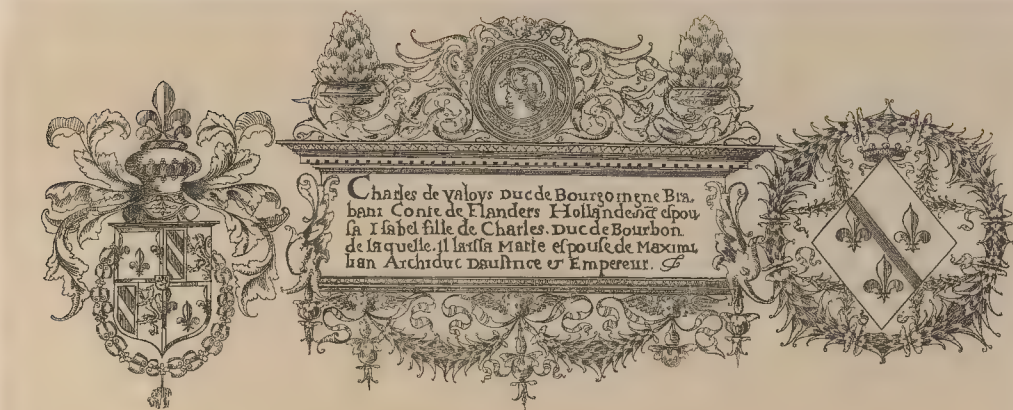 Charles de valoys Duc de Bourgoingne Bra,
bant Conte de Flanders Hollande & espou
sa Isabel fille de Charles. Duc de Bourbon
de laquelle. il laissa Marie espouse de Maximi
lian Archiduc Daustrice et Empereur.